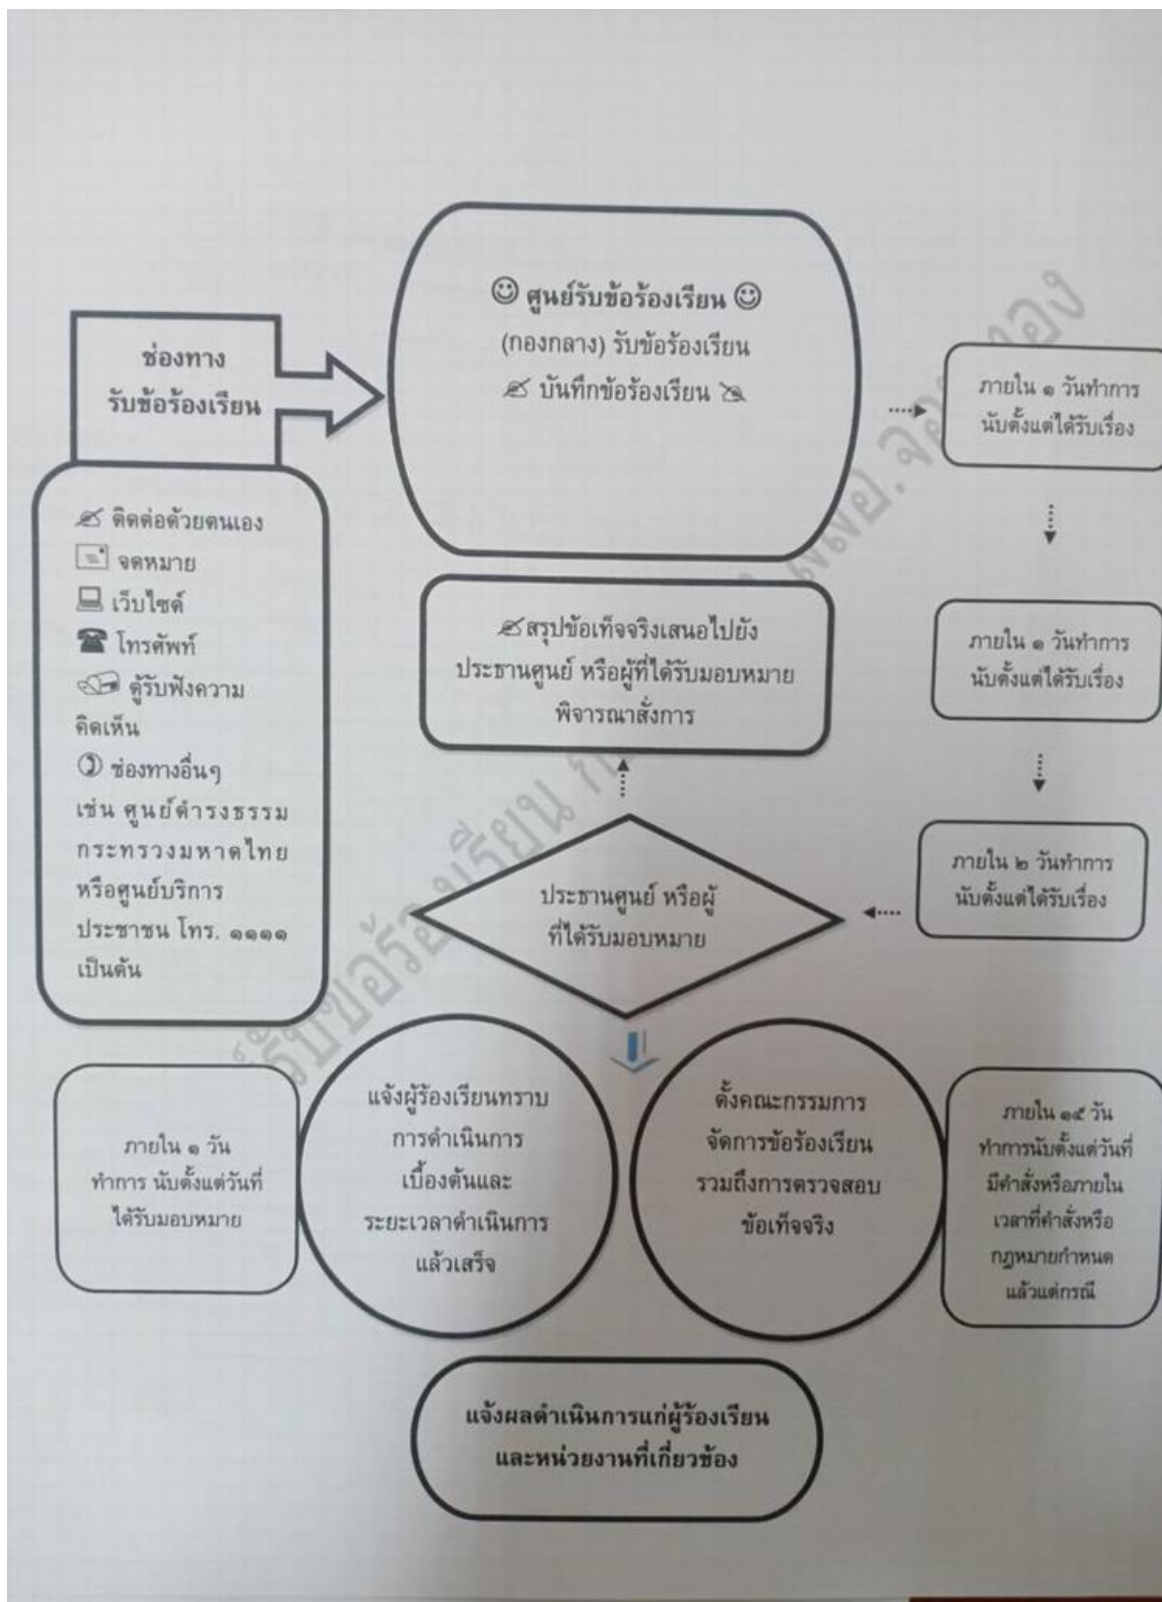 ช่องทาง
รับข้อร้องเรียน
ติดต่อด้วยตนเอง
จดหมาย
เว็บไซต์
โทรศัพท์
ตู้รับฟังความ
คิดเห็น
ช่องทางอื่นๆ
เช่น ศูนย์ดำรงธรรม
กระทรวงมหาดไทย
หรือศูนย์บริการ
ประชาชน โทร. ๑๑๑๑
เป็นต้น
☺ ศูนย์รับข้อร้องเรียน ☺
(กองกลาง) รับข้อร้องเรียน
บันทึกข้อร้องเรียน
ภายใน ๑ วันทำการ
นับตั้งแต่ได้รับเรื่อง
สรุปข้อเท็จจริงเสนอไปยัง
ประธานศูนย์ หรือผู้ที่ได้รับมอบหมาย
พิจารณาสั่งการ
ภายใน ๑ วันทำการ
นับตั้งแต่ได้รับเรื่อง
ประธานศูนย์ หรือผู้
ที่ได้รับมอบหมาย
ภายใน ๒ วันทำการ
นับตั้งแต่ได้รับเรื่อง
ภายใน ๑ วัน
ทำการ นับตั้งแต่วันที่
ได้รับมอบหมาย
แจ้งผู้ร้องเรียนทราบ
การดำเนินการ
เบื้องต้นและ
ระยะเวลาดำเนินการ
แล้วเสร็จ
ตั้งคณะกรรมการ
จัดการข้อร้องเรียน
รวมถึงการตรวจสอบ
ข้อเท็จจริง
ภายใน ๑๕ วัน
ทำการนับตั้งแต่วันที่
มีคำสั่งหรือภายใน
เวลาที่คำสั่งหรือ
กฎหมายกำหนด
แล้วแต่กรณี
แจ้งผลดำเนินการแก่ผู้ร้องเรียน
และหน่วยงานที่เกี่ยวข้อง